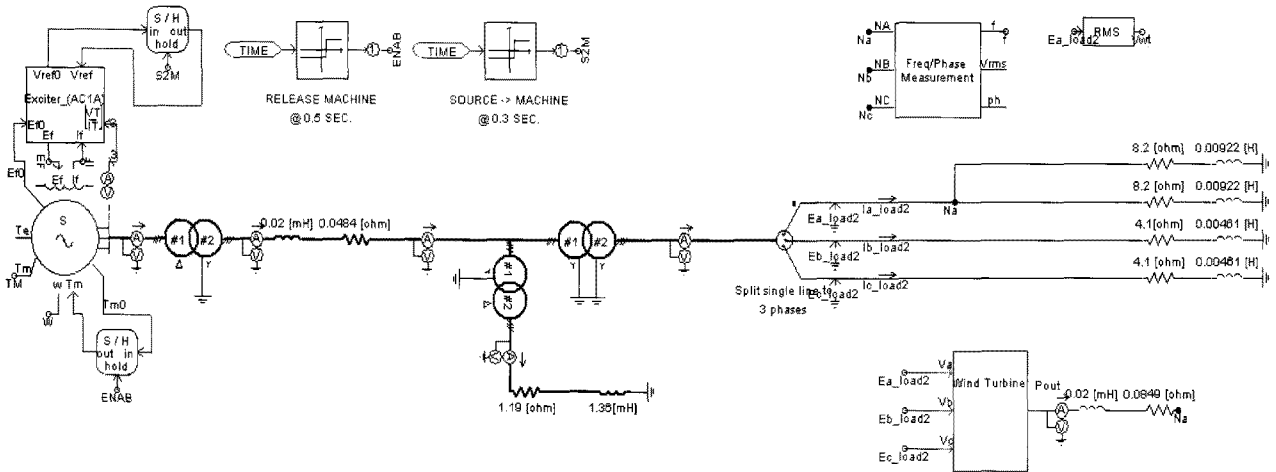 S / H
in out
hold
S2M
Vref0 Vref
Exciter_(AC1A)
VT
IT
3
Ef0
Ef If
Ef If
Ef0
A
V
TIME
1
ENAB
RELEASE MACHINE
@0.5 SEC.
TIME
1
S2M
SOURCE -> MACHINE
@0.3 SEC.
NA
Na
NB
Nb
NC
Nc
Freq/Phase
Measurement
f
f
Vrms
ph
Ea_load2
RMS
S
Te
Tm
TM
w Tm
W
Tm0
S / H
out in
hold
ENAB
A
V
#1 #2
Δ Y
A
V
0.02 [mH] 0.0484 [ohm]
A
V
#1
#2
Y
Δ
V A
1.19 [ohm] 1.36[mH]
#1 #2
Y Y
A
V
Split single line to
3 phases
Ea_load2
Ia_load2
Na
Eb_load2
Ib_load2
Ec_load2
Ic_load2
8.2 [ohm] 0.00922 [H]
8.2 [ohm] 0.00922 [H]
4.1 [ohm] 0.00461 [H]
4.1 [ohm] 0.00461 [H]
Va
Ea_load2
Vb
Eb_load2
Vc
Ec_load2
Wind Turbine
Pout
A
V
0.02 [mH] 0.0849 [ohm]
Na